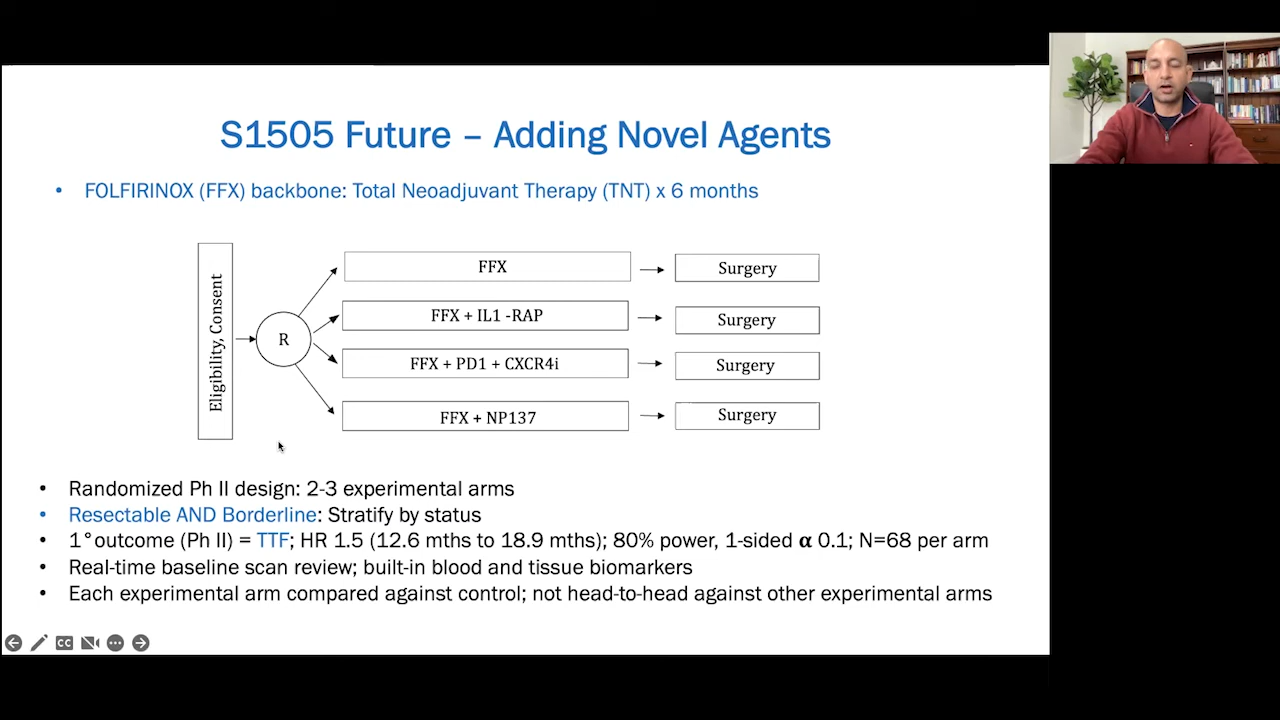 S1505 Future – Adding Novel Agents
• FOLFIRINOX (FFX) backbone: Total Neoadjuvant Therapy (TNT) x 6 months
Eligibility, Consent
R
FFX
Surgery
FFX + IL1 -RAP
Surgery
FFX + PD1 + CXCR4i
Surgery
FFX + NP137
Surgery
• Randomized Ph II design: 2-3 experimental arms
• Resectable AND Borderline: Stratify by status
• 1°outcome (Ph II) = TTF; HR 1.5 (12.6 mths to 18.9 mths); 80% power, 1-sided α 0.1; N=68 per arm
• Real-time baseline scan review; built-in blood and tissue biomarkers
• Each experimental arm compared against control; not head-to-head against other experimental arms
CC